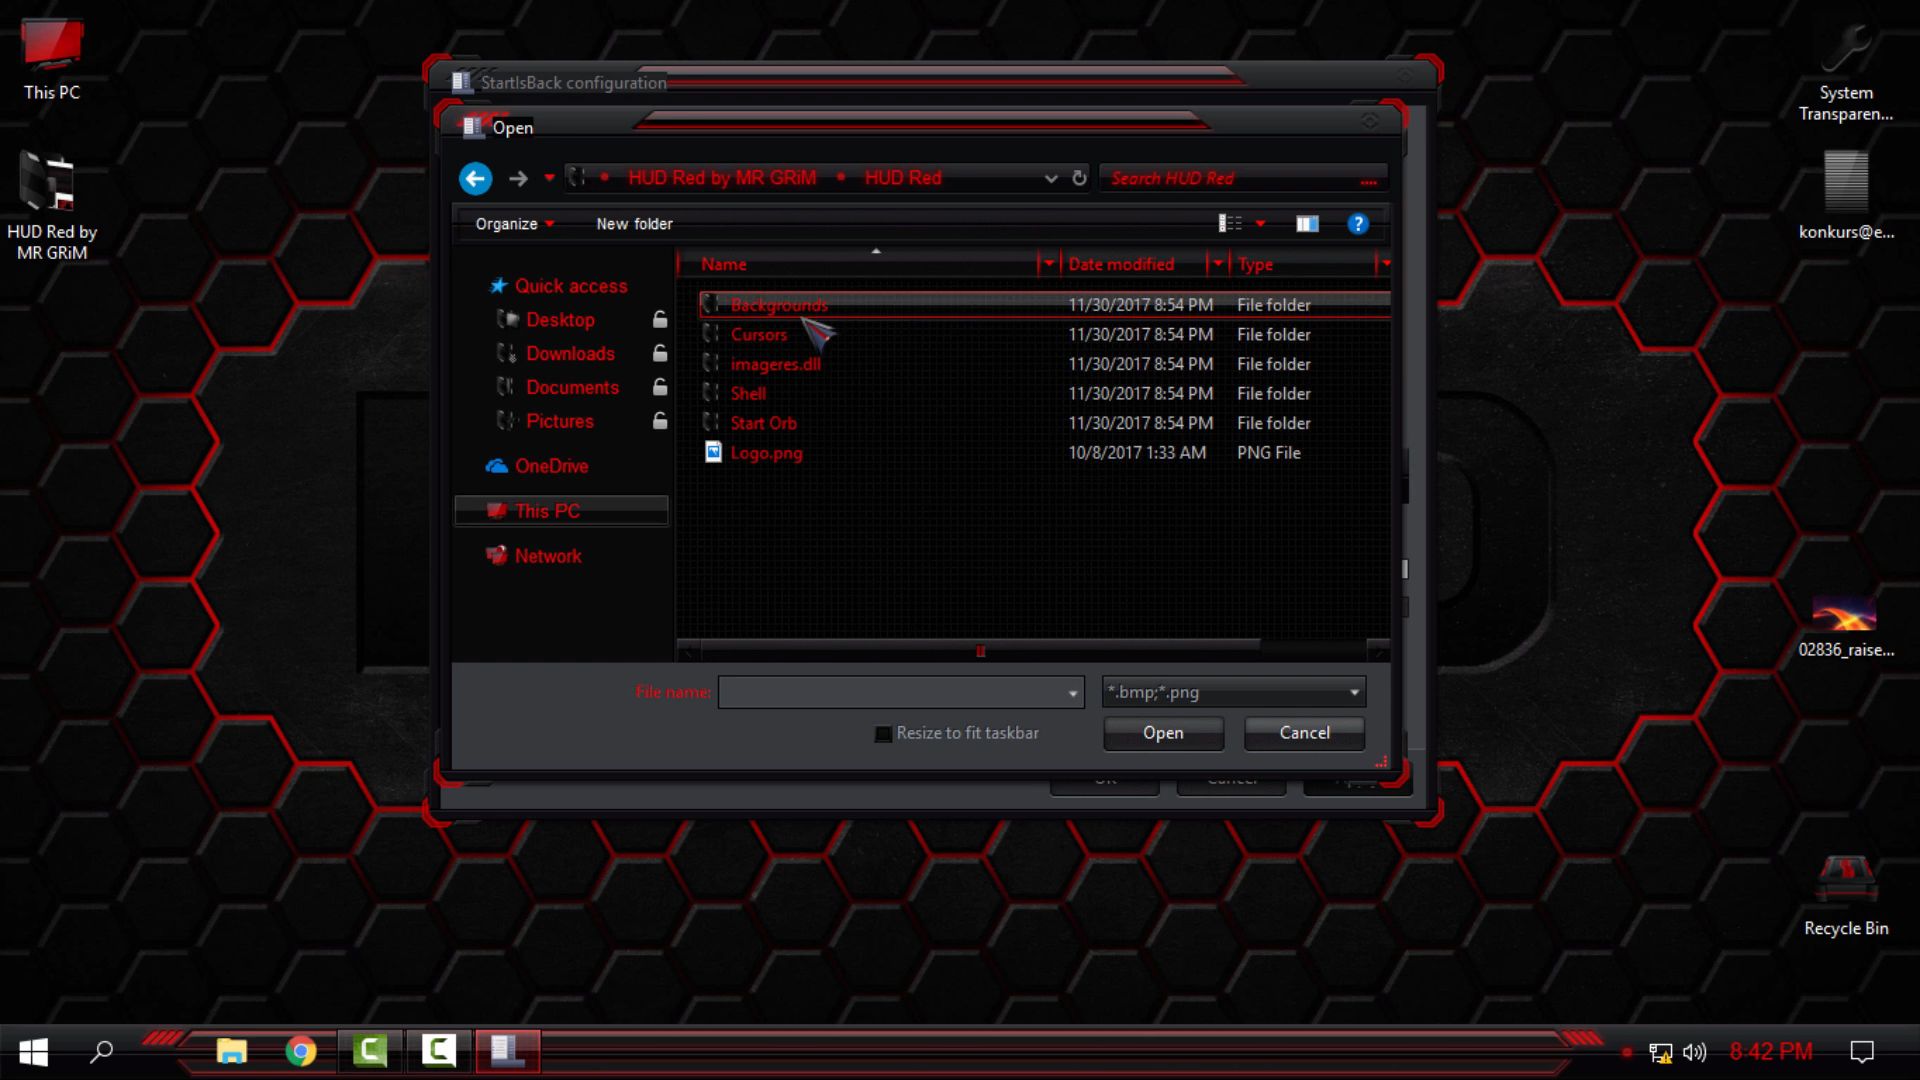 This PC
HUD Red by
MR GRiM
StartIsBack configuration
Open
HUD Red by MR GRiM
HUD Red
Search HUD Red
Organize
New folder
?
Name
Date modified
Type
Quick access
Desktop
Downloads
Documents
Pictures
OneDrive
This PC
Network
Backgrounds 11/30/2017 8:54 PM File folder
Cursors 11/30/2017 8:54 PM File folder
imageres.dll 11/30/2017 8:54 PM File folder
Shell 11/30/2017 8:54 PM File folder
Start Orb 11/30/2017 8:54 PM File folder
Logo.png 10/8/2017 1:33 AM PNG File
File name:
*.bmp;*.png
Resize to fit taskbar
Open
Cancel
OK
Cancel
System
Transparen...
konkurs@e...
02836_raise...
Recycle Bin
8:42 PM